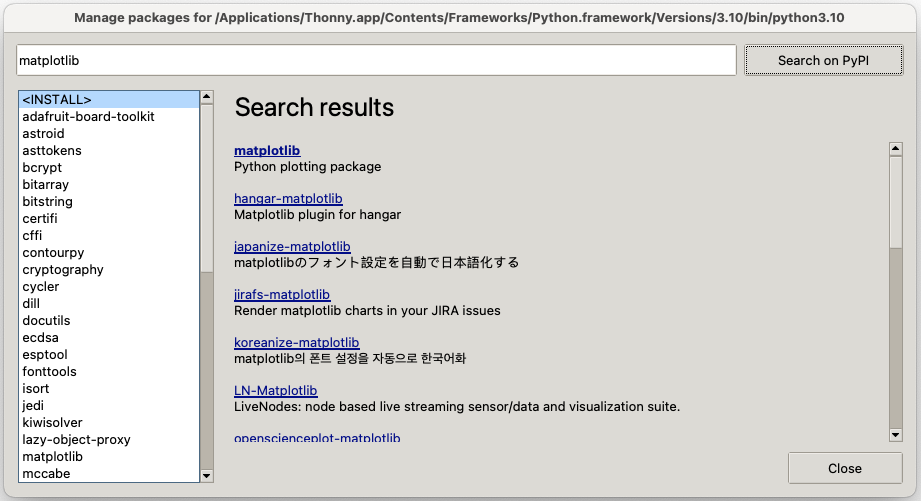 Manage packages for /Applications/Thonny.app/Contents/Frameworks/Python.framework/Versions/3.10/bin/python3.10
matplotlib
Search on PyPI
<INSTALL>
adafruit-board-toolkit
astroid
asttokens
bcrypt
bitarray
bitstring
certifi
cffi
contourpy
cryptography
cycler
dill
docutils
ecdsa
esptool
fonttools
isort
jedi
kiwisolver
lazy-object-proxy
matplotlib
mccabe
Search results
matplotlib
Python plotting package
hangar-matplotlib
Matplotlib plugin for hangar
japanize-matplotlib
matplotlibのフォント設定を自動で日本語化する
jirafs-matplotlib
Render matplotlib charts in your JIRA issues
koreanize-matplotlib
matplotlib의 폰트 설정을 자동으로 한국어화
LN-Matplotlib
LiveNodes: node based live streaming sensor/data and visualization suite.
openscienceplot-matplotlib
Close